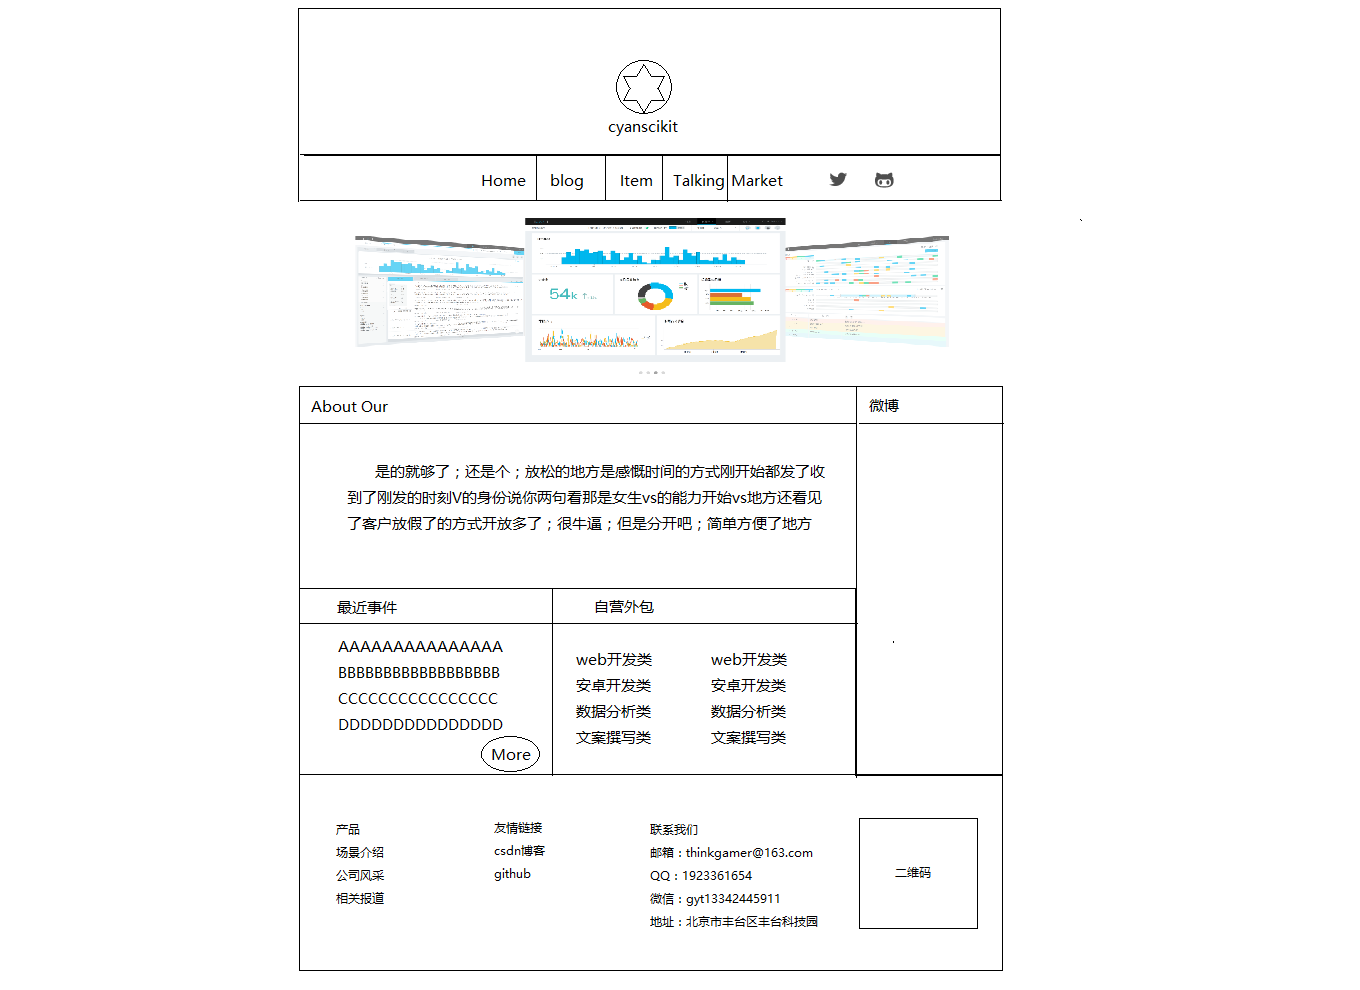 cyanscikit
Home blog Item Talking Market
54k
About Our
微博
是的就够了；还是个；放松的地方是感慨时间的方式刚开始都发了收
到了刚发的时刻V的身份说你两句看那是女生vs的能力开始vs地方还看见
了客户放假了的方式开放多了；很牛逼；但是分开吧；简单方便了地方
最近事件
自营外包
AAAAAAAAAAAAAAA
BBBBBBBBBBBBBBBBBB
CCCCCCCCCCCCCCCC
DDDDDDDDDDDDDDD
More
web开发类 web开发类
安卓开发类 安卓开发类
数据分析类 数据分析类
文案撰写类 文案撰写类
产品
场景介绍
公司风采
相关报道
友情链接
csdn博客
github
联系我们
邮箱：thinkgamer@163.com
QQ：1923361654
微信：gyt13342445911
地址：北京市丰台区丰台科技园
二维码